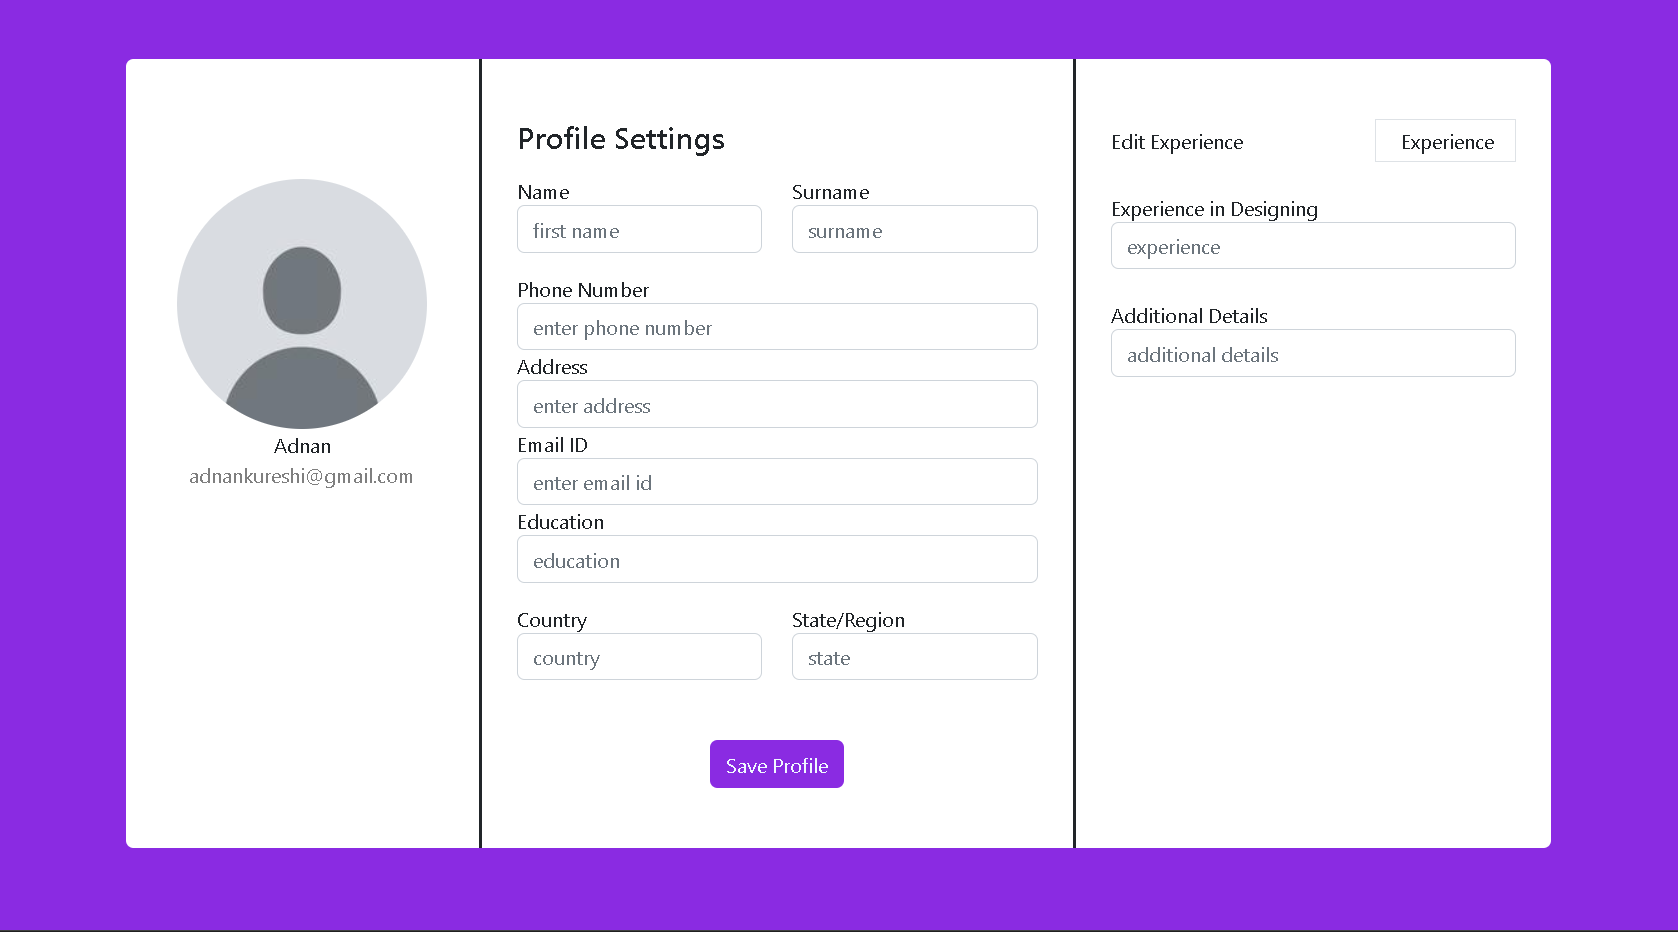 Adnan
adnankureshi@gmail.com
Profile Settings
Name Surname
first name surname
Phone Number
enter phone number
Address
enter address
Email ID
enter email id
Education
education
Country State/Region
country state
Save Profile
Edit Experience Experience
Experience in Designing
experience
Additional Details
additional details